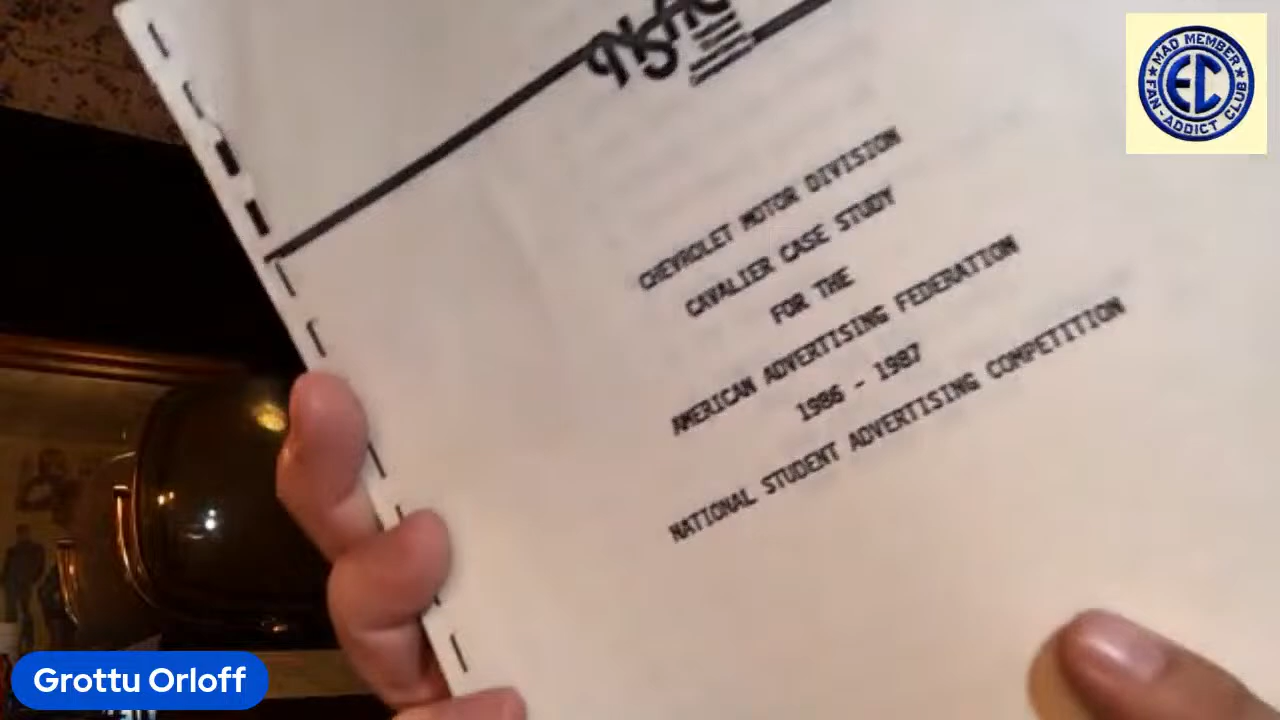 NSAC
CHEVROLET MOTOR DIVISION
CAVALIER CASE STUDY
FOR THE
AMERICAN ADVERTISING FEDERATION
1986 - 1987
NATIONAL STUDENT ADVERTISING COMPETITION
MAD MEMBER
EC
FAN-ADDICT CLUB
Grottu Orloff